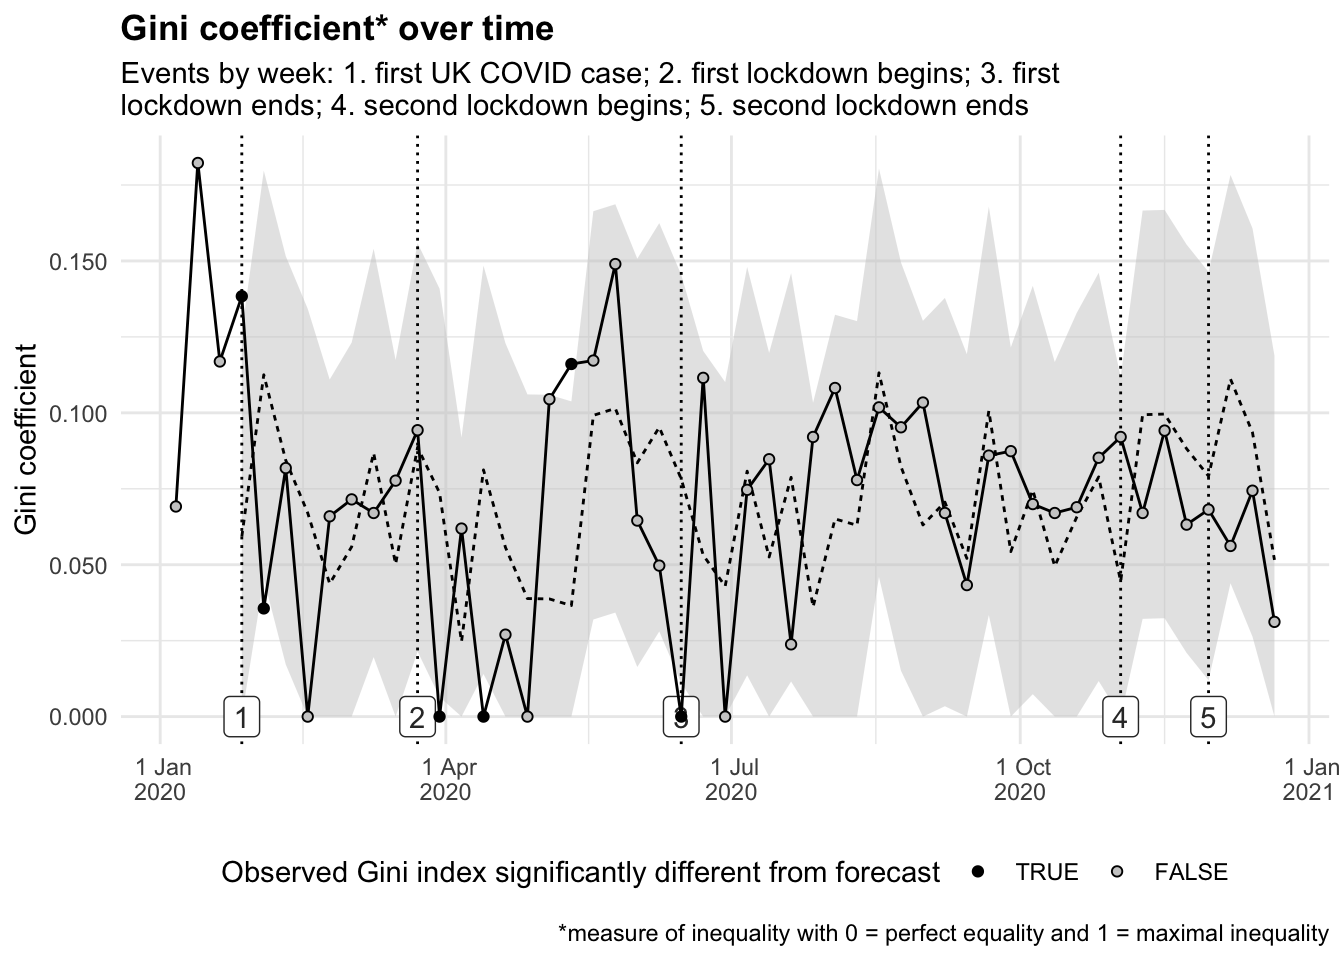 Gini coefficient* over time
Events by week: 1. first UK COVID case; 2. first lockdown begins; 3. first
lockdown ends; 4. second lockdown begins; 5. second lockdown ends
Gini coefficient
0.150
0.100
0.050
0.000
1
2
3
4
5
1 Jan
2020
1 Apr
2020
1 Jul
2020
1 Oct
2020
1 Jan
2021
Observed Gini index significantly different from forecast
TRUE
FALSE
*measure of inequality with 0 = perfect equality and 1 = maximal inequality